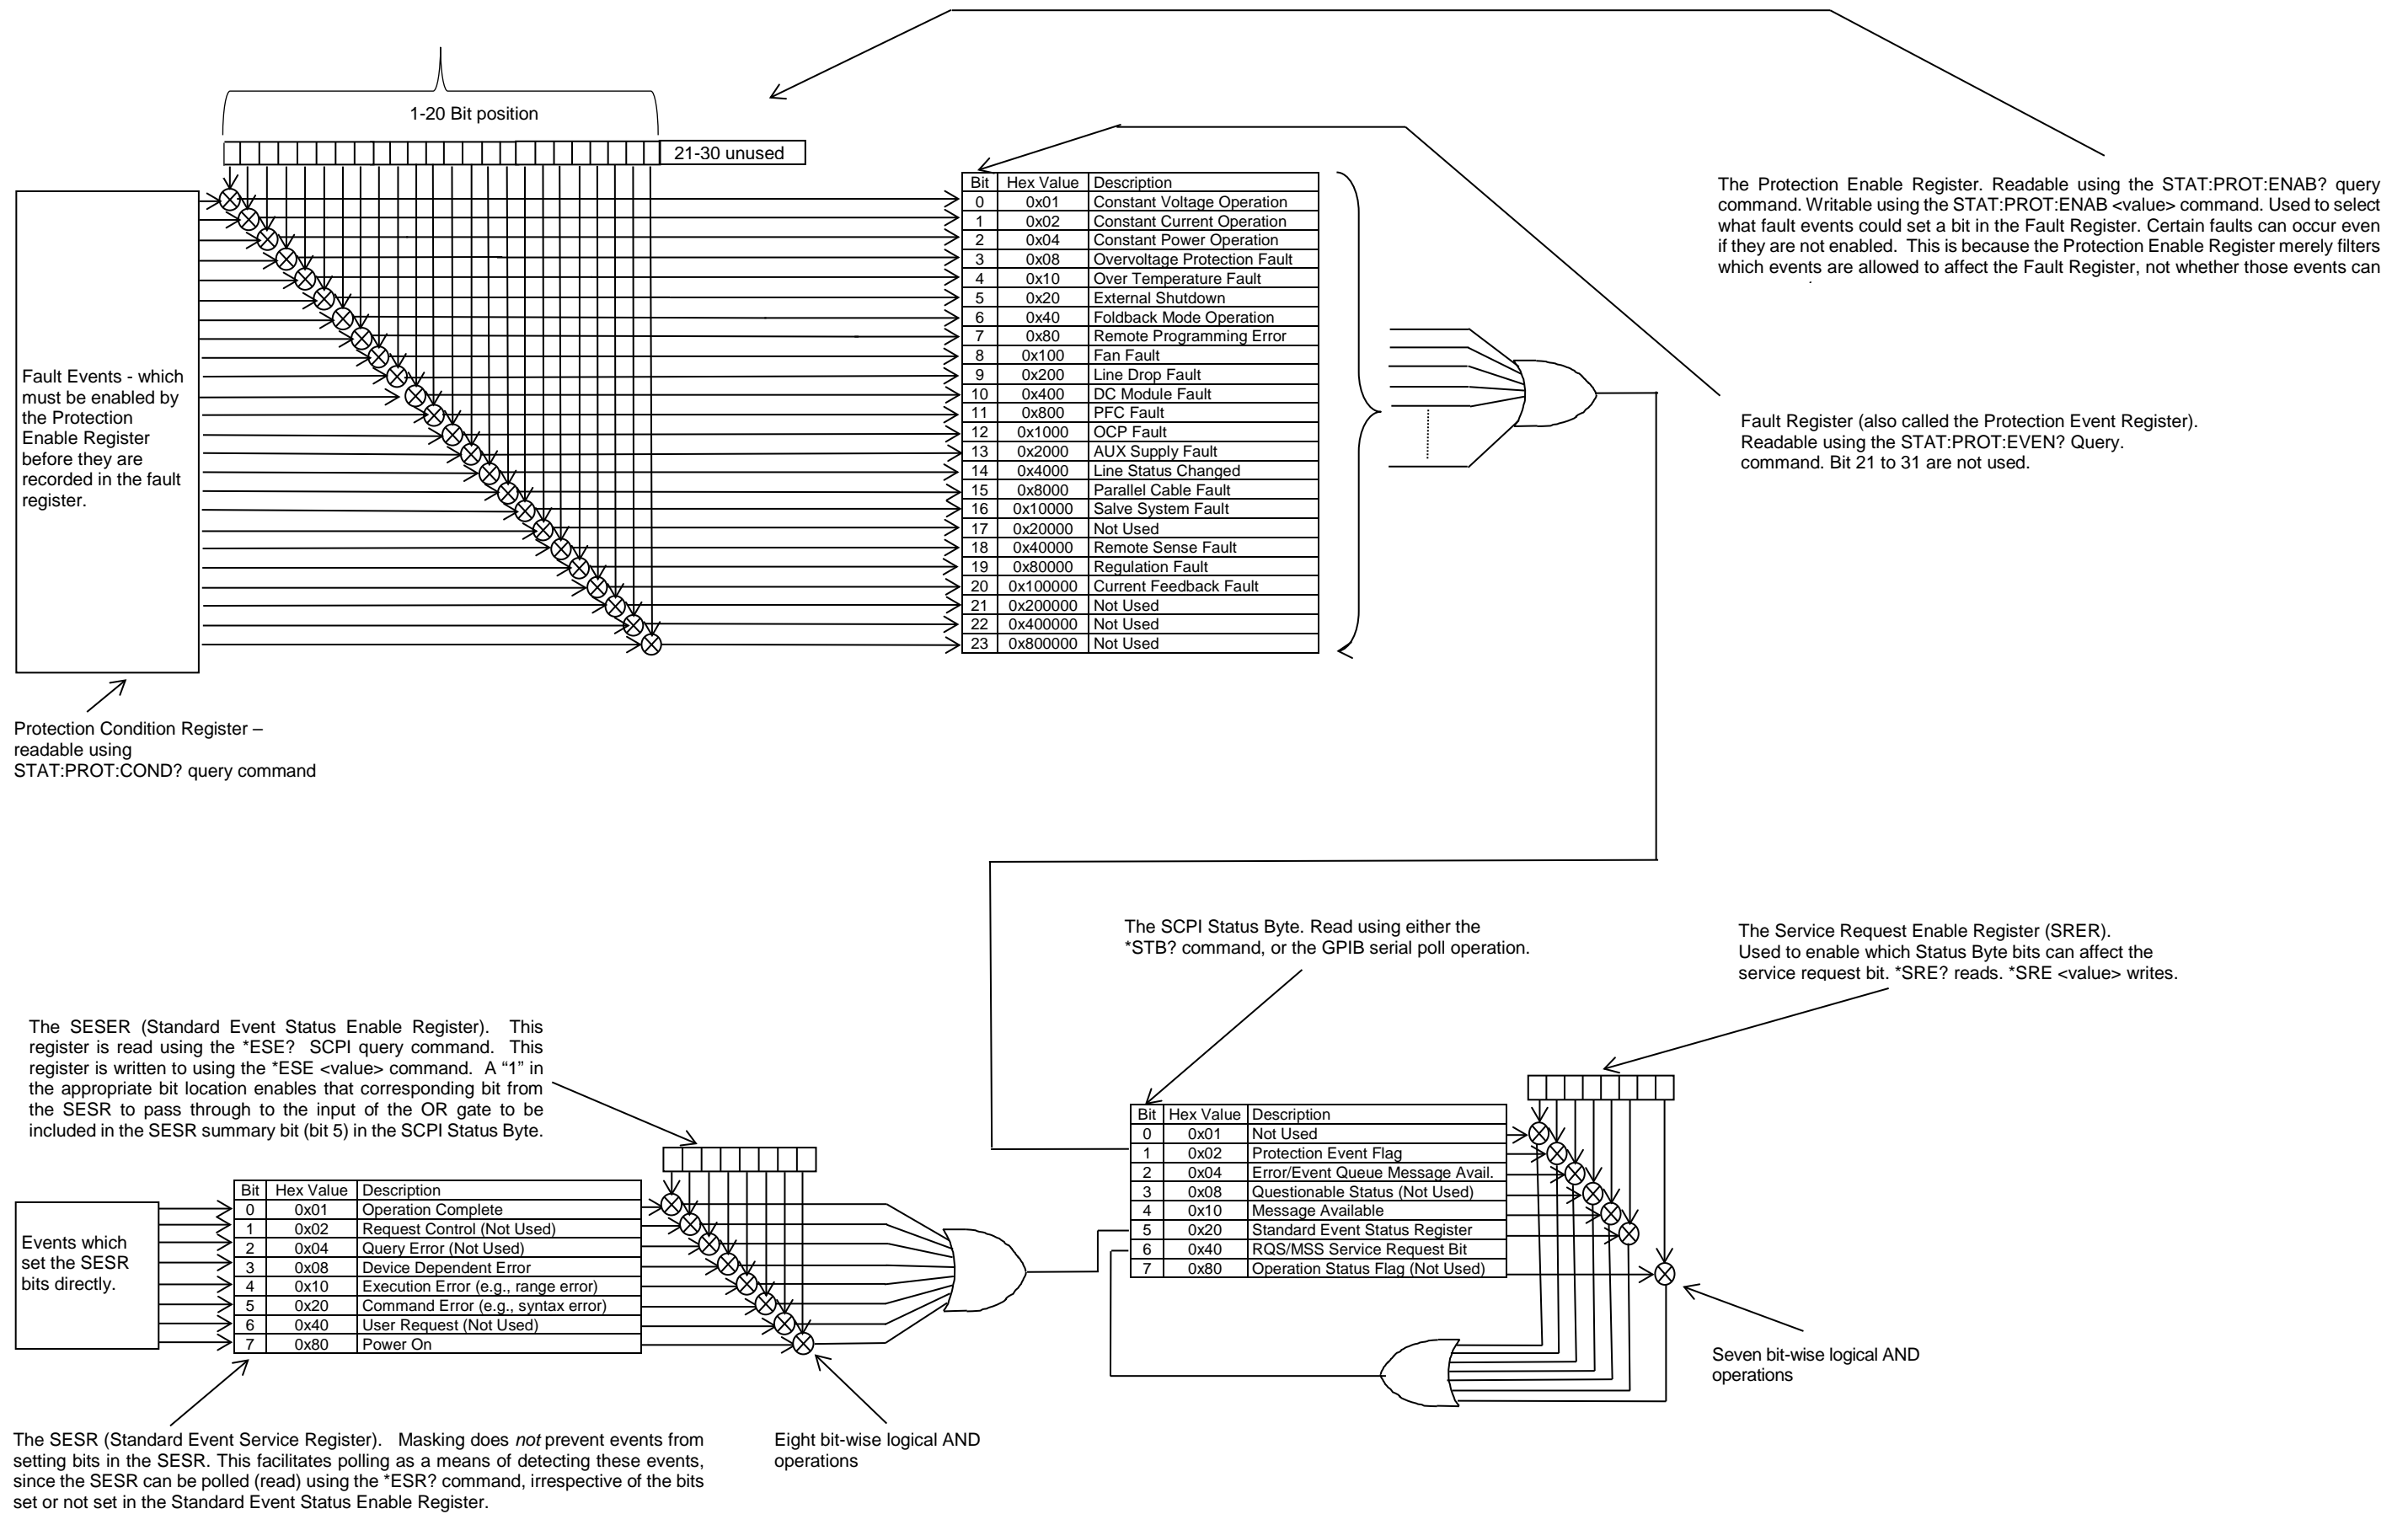 1-20 Bit position
21-30 unused
The Protection Enable Register. Readable using the STAT:PROT:ENAB? query
command. Writable using the STAT:PROT:ENAB <value> command. Used to select
what fault events could set a bit in the Fault Register. Certain faults can occur even
if they are not enabled. This is because the Protection Enable Register merely filters
which events are allowed to affect the Fault Register, not whether those events can
Bit Hex Value Description
0 0x01 Constant Voltage Operation
1 0x02 Constant Current Operation
2 0x04 Constant Power Operation
3 0x08 Overvoltage Protection Fault
4 0x10 Over Temperature Fault
5 0x20 External Shutdown
6 0x40 Foldback Mode Operation
7 0x80 Remote Programming Error
8 0x100 Fan Fault
9 0x200 Line Drop Fault
10 0x400 DC Module Fault
11 0x800 PFC Fault
12 0x1000 OCP Fault
13 0x2000 AUX Supply Fault
14 0x4000 Line Status Changed
15 0x8000 Parallel Cable Fault
16 0x10000 Salve System Fault
17 0x20000 Not Used
18 0x40000 Remote Sense Fault
19 0x80000 Regulation Fault
20 0x100000 Current Feedback Fault
21 0x200000 Not Used
22 0x400000 Not Used
23 0x800000 Not Used
Fault Events - which
must be enabled by
the Protection
Enable Register
before they are
recorded in the fault
register.
Fault Register (also called the Protection Event Register).
Readable using the STAT:PROT:EVEN? Query.
command. Bit 21 to 31 are not used.
Protection Condition Register –
readable using
STAT:PROT:COND? query command
The SCPI Status Byte. Read using either the
*STB? command, or the GPIB serial poll operation.
The Service Request Enable Register (SRER).
Used to enable which Status Byte bits can affect the
service request bit. *SRE? reads. *SRE <value> writes.
The SESER (Standard Event Status Enable Register). This
register is read using the *ESE? SCPI query command. This
register is written to using the *ESE <value> command. A “1” in
the appropriate bit location enables that corresponding bit from
the SESR to pass through to the input of the OR gate to be
included in the SESR summary bit (bit 5) in the SCPI Status Byte.
Bit Hex Value Description
0 0x01 Not Used
1 0x02 Protection Event Flag
2 0x04 Error/Event Queue Message Avail.
3 0x08 Questionable Status (Not Used)
4 0x10 Message Available
5 0x20 Standard Event Status Register
6 0x40 RQS/MSS Service Request Bit
7 0x80 Operation Status Flag (Not Used)
Events which
set the SESR
bits directly.
Bit Hex Value Description
0 0x01 Operation Complete
1 0x02 Request Control (Not Used)
2 0x04 Query Error (Not Used)
3 0x08 Device Dependent Error
4 0x10 Execution Error (e.g., range error)
5 0x20 Command Error (e.g., syntax error)
6 0x40 User Request (Not Used)
7 0x80 Power On
Seven bit-wise logical AND
operations
The SESR (Standard Event Service Register). Masking does not prevent events from
setting bits in the SESR. This facilitates polling as a means of detecting these events,
since the SESR can be polled (read) using the *ESR? command, irrespective of the bits
set or not set in the Standard Event Status Enable Register.
Eight bit-wise logical AND
operations